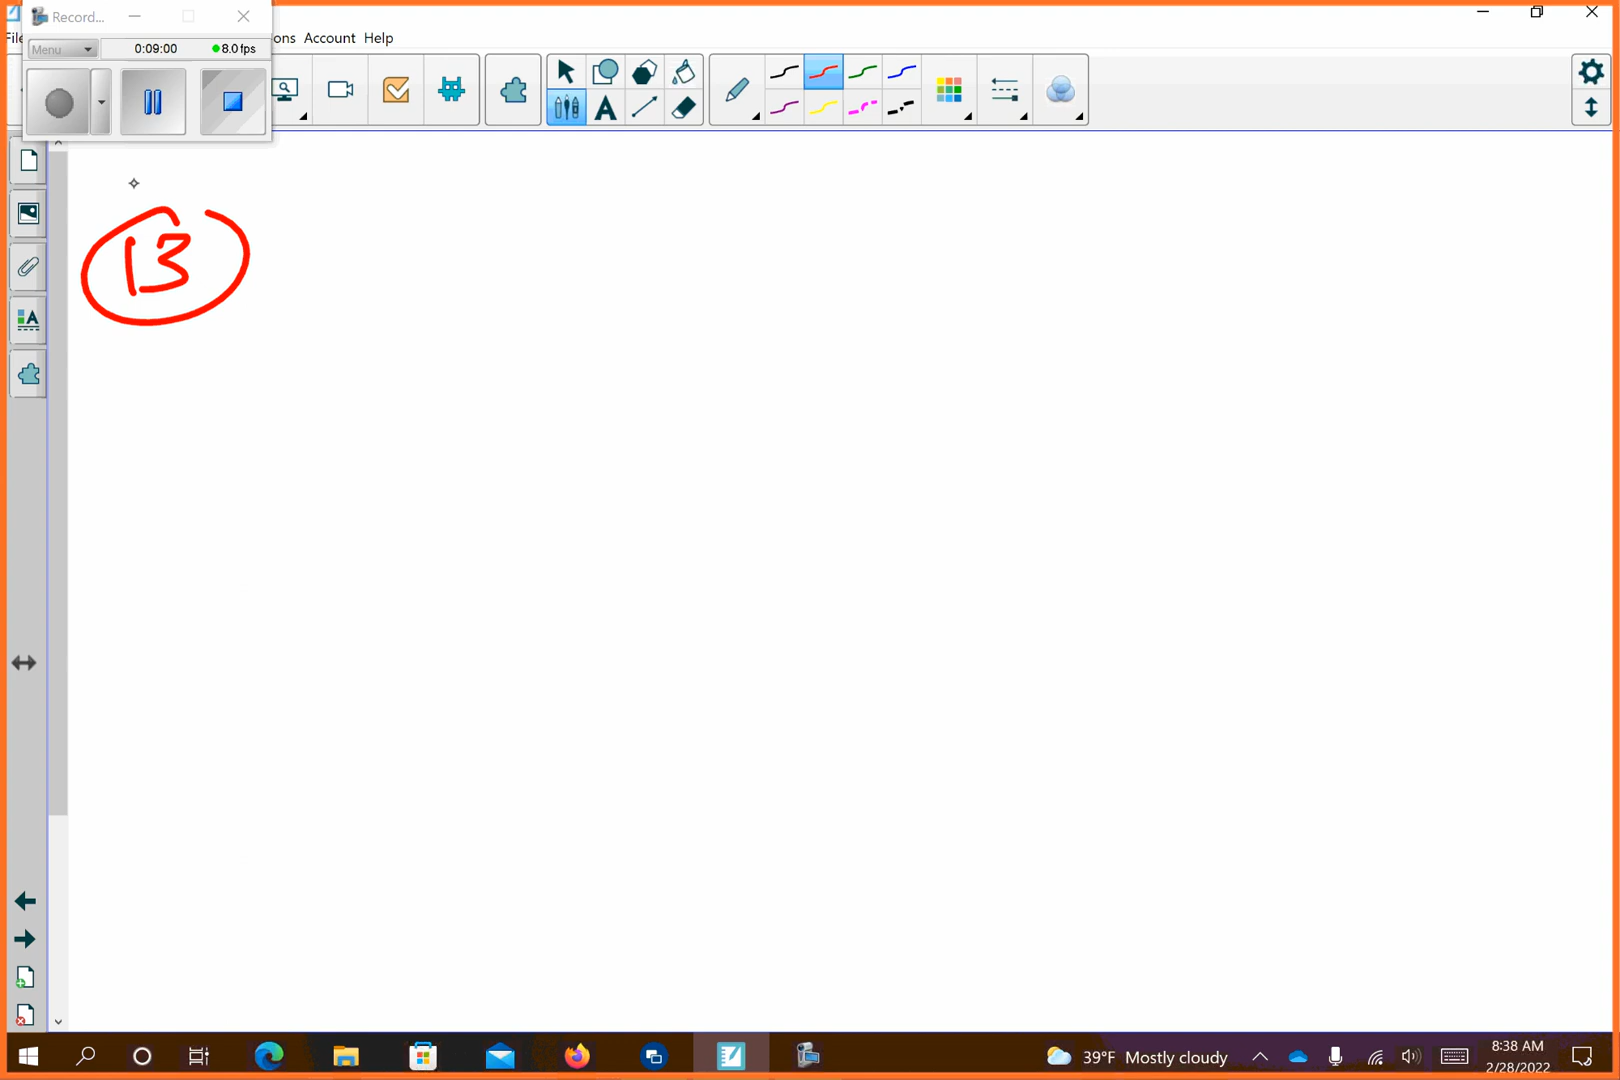 Record...
Menu 0:09:00 8.0 fps
ons Account Help
13
39°F Mostly cloudy
8:38 AM
2/28/2022